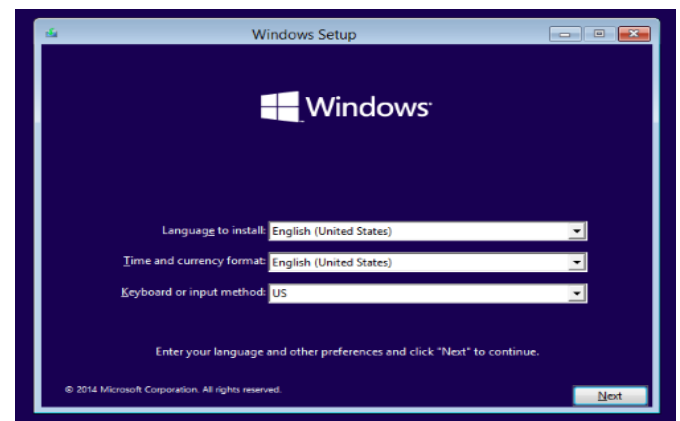 Windows Setup
Windows
Language to install: English (United States)
Time and currency format: English (United States)
Keyboard or input method: US
Enter your language and other preferences and click "Next" to continue.
© 2014 Microsoft Corporation. All rights reserved.
Next